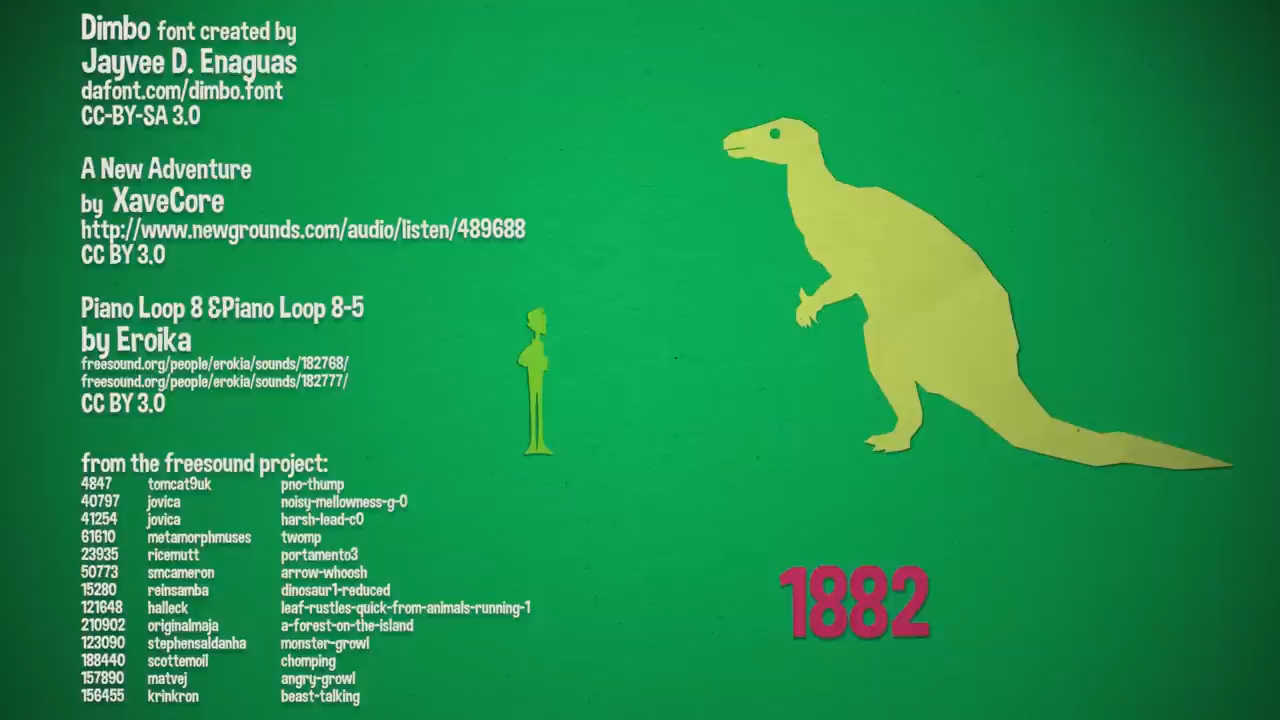 Dimbo font created by
Jayvee D. Enaguas
dafont.com/dimbo.font
CC-BY-SA 3.0
A New Adventure
by XaveCore
http://www.newgrounds.com/audio/listen/489688
CC BY 3.0
Piano Loop 8 &Piano Loop 8-5
by Eroika
freesound.org/people/erokia/sounds/182768/
freesound.org/people/erokia/sounds/182777/
CC BY 3.0
from the freesound project:
4847 tomcat9uk pno-thump
40797 jovica noisy-mellowness-g-0
41254 jovica harsh-lead-c0
61610 metamorphmuses twomp
23935 ricemutt portamento3
50773 smcameron arrow-whoosh
15280 reinsamba dinosaur1-reduced
121648 halleck leaf-rustles-quick-from-animals-running-1
210902 originalmaja a-forest-on-the-island
123090 stephensaldanha monster-growl
188440 scottemoil chomping
157890 matvej angry-growl
156455 krinkron beast-talking
1882